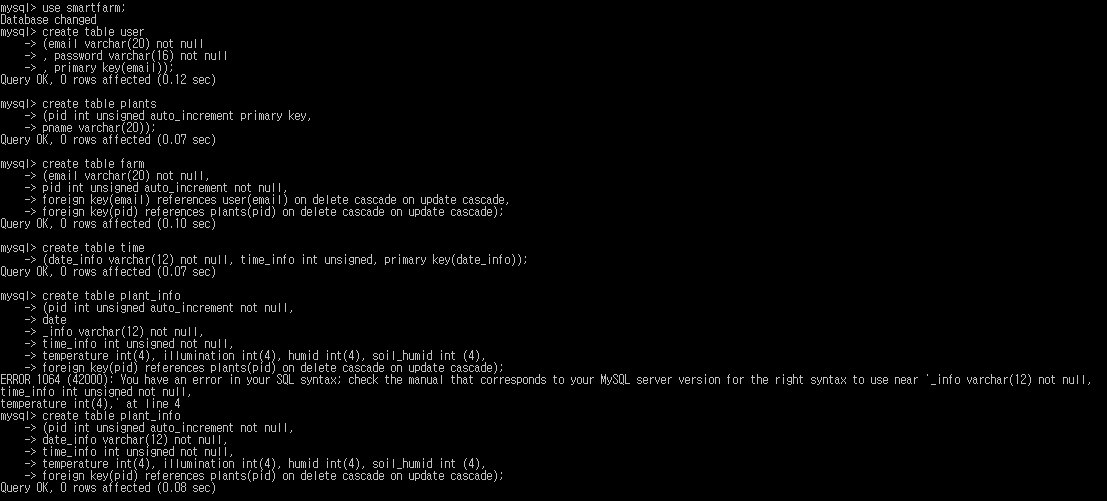 mysql> use smartfarm;
Database changed
mysql> create table user
    -> (email varchar(20) not null
    -> , password varchar(16) not null
    -> , primary key(email));
Query OK, 0 rows affected (0.12 sec)

mysql> create table plants
    -> (pid int unsigned auto_increment primary key,
    -> pname varchar(20));
Query OK, 0 rows affected (0.07 sec)

mysql> create table farm
    -> (email varchar(20) not null,
    -> pid int unsigned auto_increment not null,
    -> foreign key(email) references user(email) on delete cascade on update cascade,
    -> foreign key(pid) references plants(pid) on delete cascade on update cascade);
Query OK, 0 rows affected (0.10 sec)

mysql> create table time
    -> (date_info varchar(12) not null, time_info int unsigned, primary key(date_info));
Query OK, 0 rows affected (0.07 sec)

mysql> create table plant_info
    -> (pid int unsigned auto_increment not null,
    -> date
    -> _info varchar(12) not null,
    -> time_info int unsigned not null,
    -> temperature int(4), illumination int(4), humid int(4), soil_humid int (4),
    -> foreign key(pid) references plants(pid) on delete cascade on update cascade);
ERROR 1064 (42000): You have an error in your SQL syntax; check the manual that corresponds to your MySQL server version for the right syntax to use near '_info varchar(12) not null,
time_info int unsigned not null,
temperature int(4),' at line 4
mysql> create table plant_info
    -> (pid int unsigned auto_increment not null,
    -> date_info varchar(12) not null,
    -> time_info int unsigned not null,
    -> temperature int(4), illumination int(4), humid int(4), soil_humid int (4),
    -> foreign key(pid) references plants(pid) on delete cascade on update cascade);
Query OK, 0 rows affected (0.08 sec)